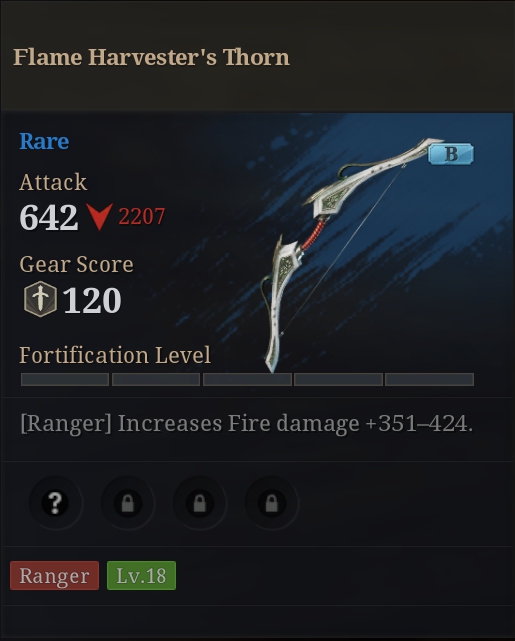 Flame Harvester's Thorn
Rare
B
Attack
642 2207
Gear Score
120
Fortification Level
[Ranger] Increases Fire damage +351–424.
?
Ranger Lv.18